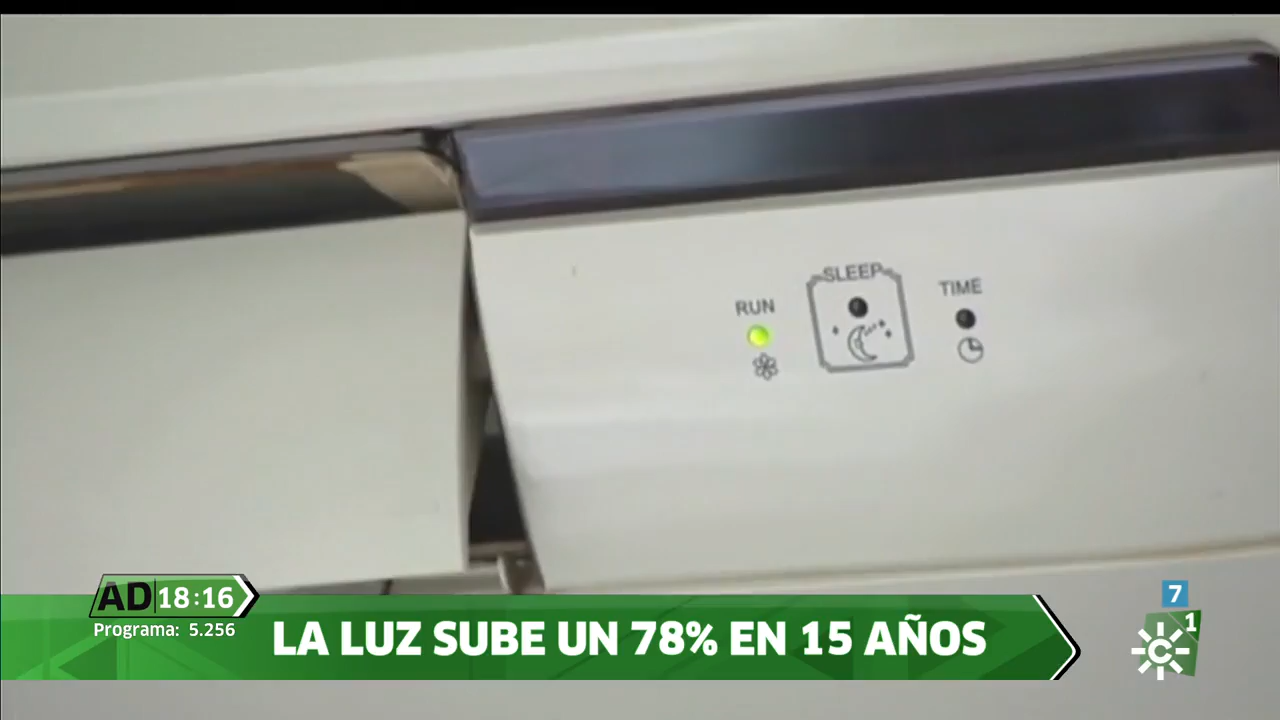 SLEEP
RUN
TIME
AD 18:16
Programa: 5.256
LA LUZ SUBE UN 78% EN 15 AÑOS
7
1
C